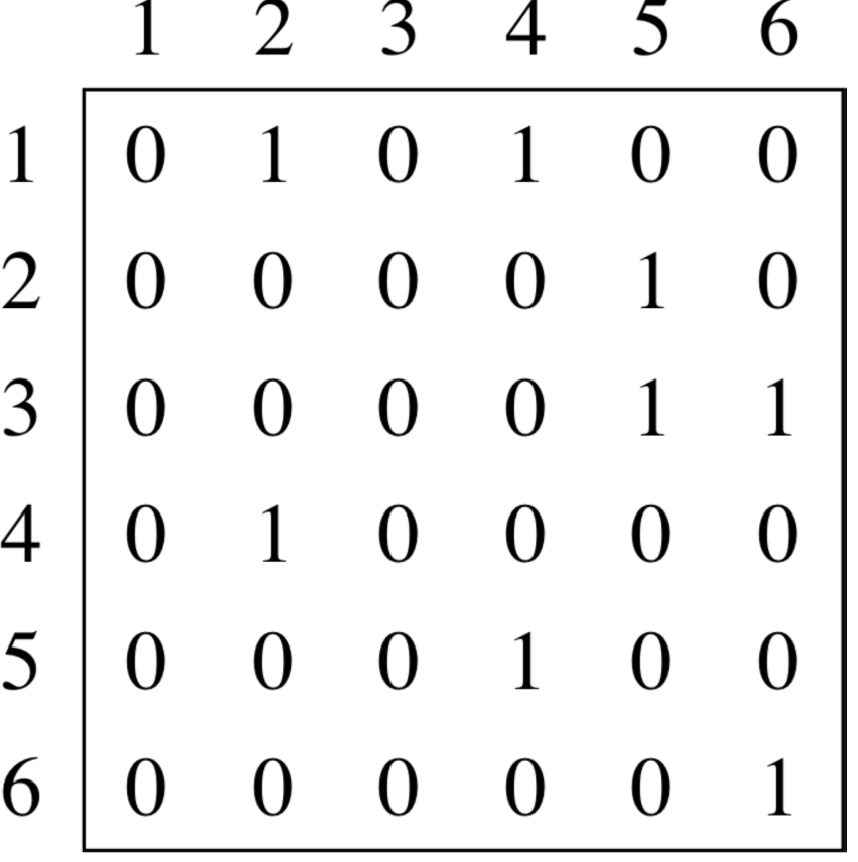 1 2 3 4 5 6
1 0 1 0 1 0 0
2 0 0 0 0 1 0
3 0 0 0 0 1 1
4 0 1 0 0 0 0
5 0 0 0 1 0 0
6 0 0 0 0 0 1